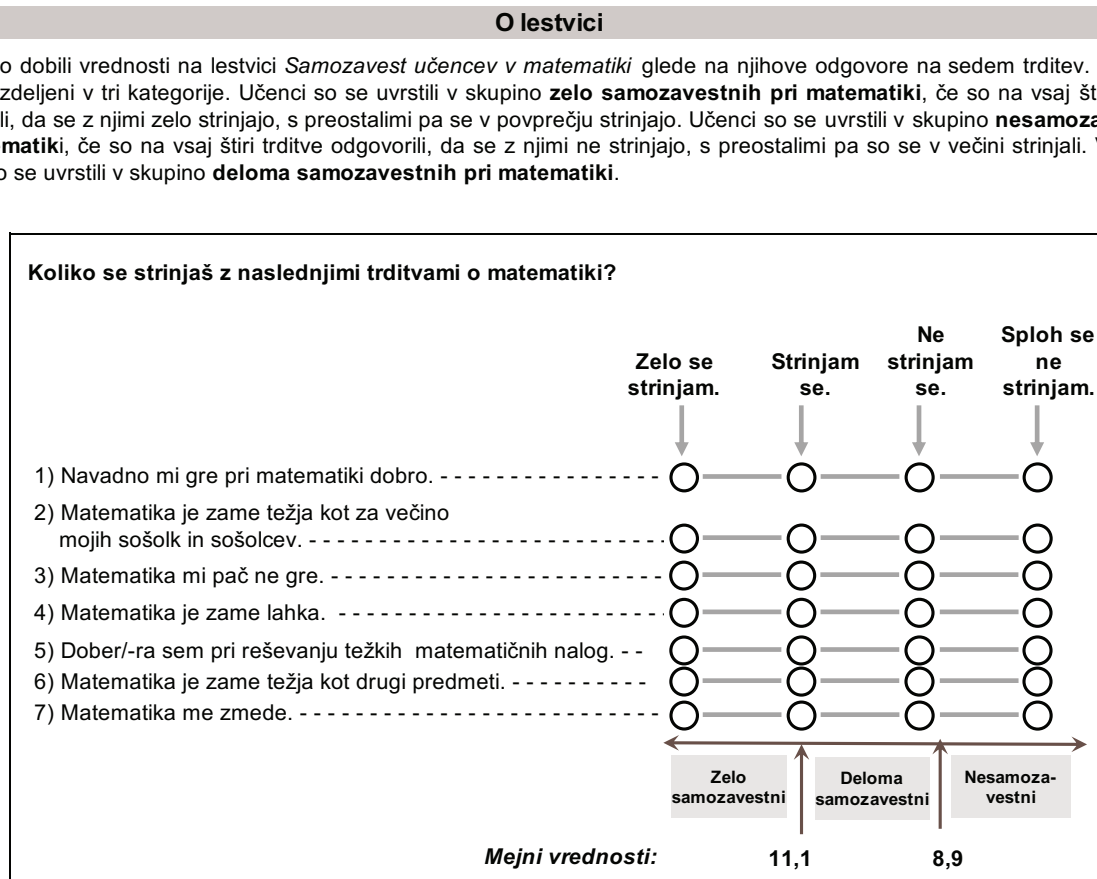 O lestvici
o dobili vrednosti na lestvici Samozavest učencev v matematiki glede na njihove odgovore na sedem trditev.
zdeljeni v tri kategorije. Učenci so se uvrstili v skupino zelo samozavestnih pri matematiki, če so na vsaj št
li, da se z njimi zelo strinjajo, s preostalimi pa se v povprečju strinjajo. Učenci so se uvrstili v skupino nesamoza
matiki, če so na vsaj štiri trditve odgovorili, da se z njimi ne strinjajo, s preostalimi pa so se v večini strinjali. V
o se uvrstili v skupino deloma samozavestnih pri matematiki.
Koliko se strinjaš z naslednjimi trditvami o matematiki?
Zelo se strinjam.
Strinjam se.
Ne strinjam se.
Sploh se ne strinjam.
1) Navadno mi gre pri matematiki dobro. - - - - - - - - - - - - - - - -
2) Matematika je zame težja kot za večino
mojih sošolk in sošolcev. - - - - - - - - - - - - - - - - - - - - - - - - - -
3) Matematika mi pač ne gre. - - - - - - - - - - - - - - - - - - - - - - - -
4) Matematika je zame lahka. - - - - - - - - - - - - - - - - - - - - - - - -
5) Dober/-ra sem pri reševanju težkih matematičnih nalog. - -
6) Matematika je zame težja kot drugi predmeti. - - - - - - - - - -
7) Matematika me zmede. - - - - - - - - - - - - - - - - - - - - - - - - - -
Zelo samozavestni
Deloma samozavestni
Nesamoza-
vestni
Mejni vrednosti: 11,1 8,9